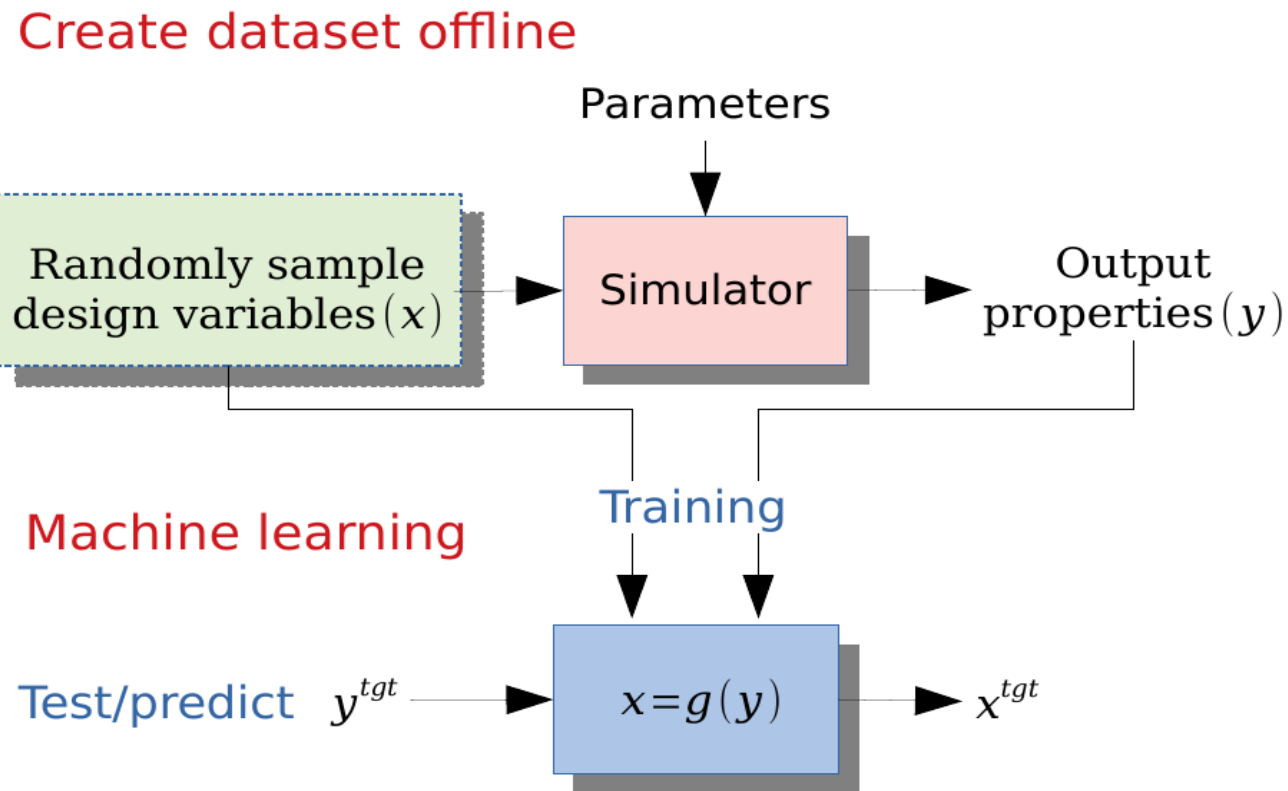 Create dataset offline
Parameters
Randomly sample
design variables (x)
Simulator
Output
properties (y)
Training
Machine learning
Test/predict
y^tgt
x=g(y)
x^tgt